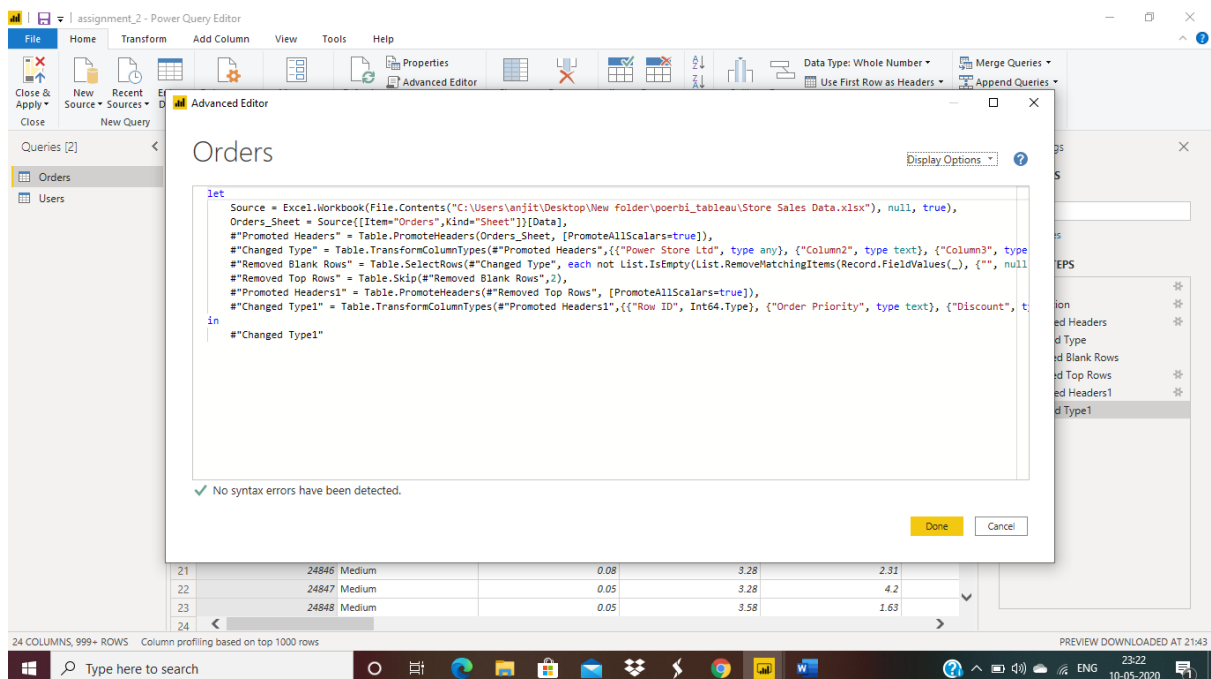 assignment_2 - Power Query Editor
File Home Transform Add Column View Tools Help
Close & Apply
New Source
Recent Sources
Properties
Advanced Editor
Data Type: Whole Number
Use First Row as Headers
Merge Queries
Append Queries
Close
New Query
Queries [2]
Orders
Users
Advanced Editor
Orders
Display Options
let
Source = Excel.Workbook(File.Contents("C:\Users\anjit\Desktop\New folder\poerbi_tableau\Store Sales Data.xlsx"), null, true),
Orders_Sheet = Source{[Item="Orders",Kind="Sheet"]}[Data],
#"Promoted Headers" = Table.PromoteHeaders(Orders_Sheet, [PromoteAllScalars=true]),
#"Changed Type" = Table.TransformColumnTypes(#"Promoted Headers",{{"Power Store Ltd", type any}, {"Column2", type text}, {"Column3", type
#"Removed Blank Rows" = Table.SelectRows(#"Changed Type", each not List.IsEmpty(List.RemoveMatchingItems(Record.FieldValues(_), {"", null
#"Removed Top Rows" = Table.Skip(#"Removed Blank Rows",2),
#"Promoted Headers1" = Table.PromoteHeaders(#"Removed Top Rows", [PromoteAllScalars=true]),
#"Changed Type1" = Table.TransformColumnTypes(#"Promoted Headers1",{{"Row ID", Int64.Type}, {"Order Priority", type text}, {"Discount", t
in
#"Changed Type1"
No syntax errors have been detected.
Done Cancel
gs
S
es
TEPS
ion
ed Headers
d Type
ed Blank Rows
ed Top Rows
ed Headers1
d Type1
21 24846 Medium 0.08 3.28 2.31
22 24847 Medium 0.05 3.28 4.2
23 24848 Medium 0.05 3.58 1.63
24
24 COLUMNS, 999+ ROWS Column profiling based on top 1000 rows
PREVIEW DOWNLOADED AT 21:43
Type here to search
ENG
23:22
10-05-2020